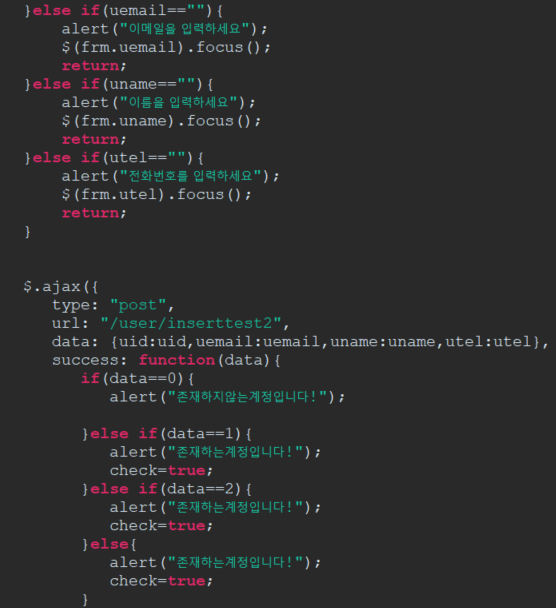 }else if(uemail==""){
alert("이메일을 입력하세요");
$(frm.uemail).focus();
return;
}else if(uname==""){
alert("이름을 입력하세요");
$(frm.uname).focus();
return;
}else if(utel==""){
alert("전화번호를 입력하세요");
$(frm.utel).focus();
return;
}
$.ajax({
type: "post",
url: "/user/inserttest2",
data: {uid:uid,uemail:uemail,uname:uname,utel:utel},
success: function(data){
if(data==0){
alert("존재하지않는계정입니다!");
}else if(data==1){
alert("존재하는계정입니다!");
check=true;
}else if(data==2){
alert("존재하는계정입니다!");
check=true;
}else{
alert("존재하는계정입니다!");
check=true;
}